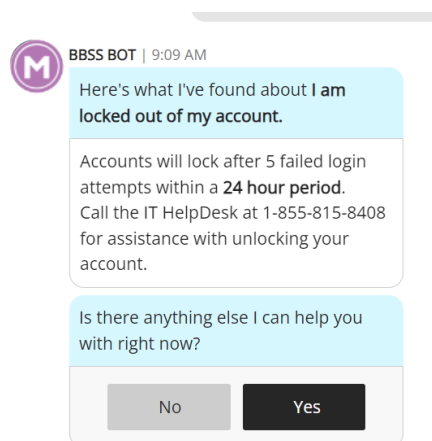 M
BBSS BOT | 9:09 AM
Here's what I've found about I am
locked out of my account.
Accounts will lock after 5 failed login
attempts within a 24 hour period.
Call the IT HelpDesk at 1-855-815-8408
for assistance with unlocking your
account.
Is there anything else I can help you
with right now?
No Yes